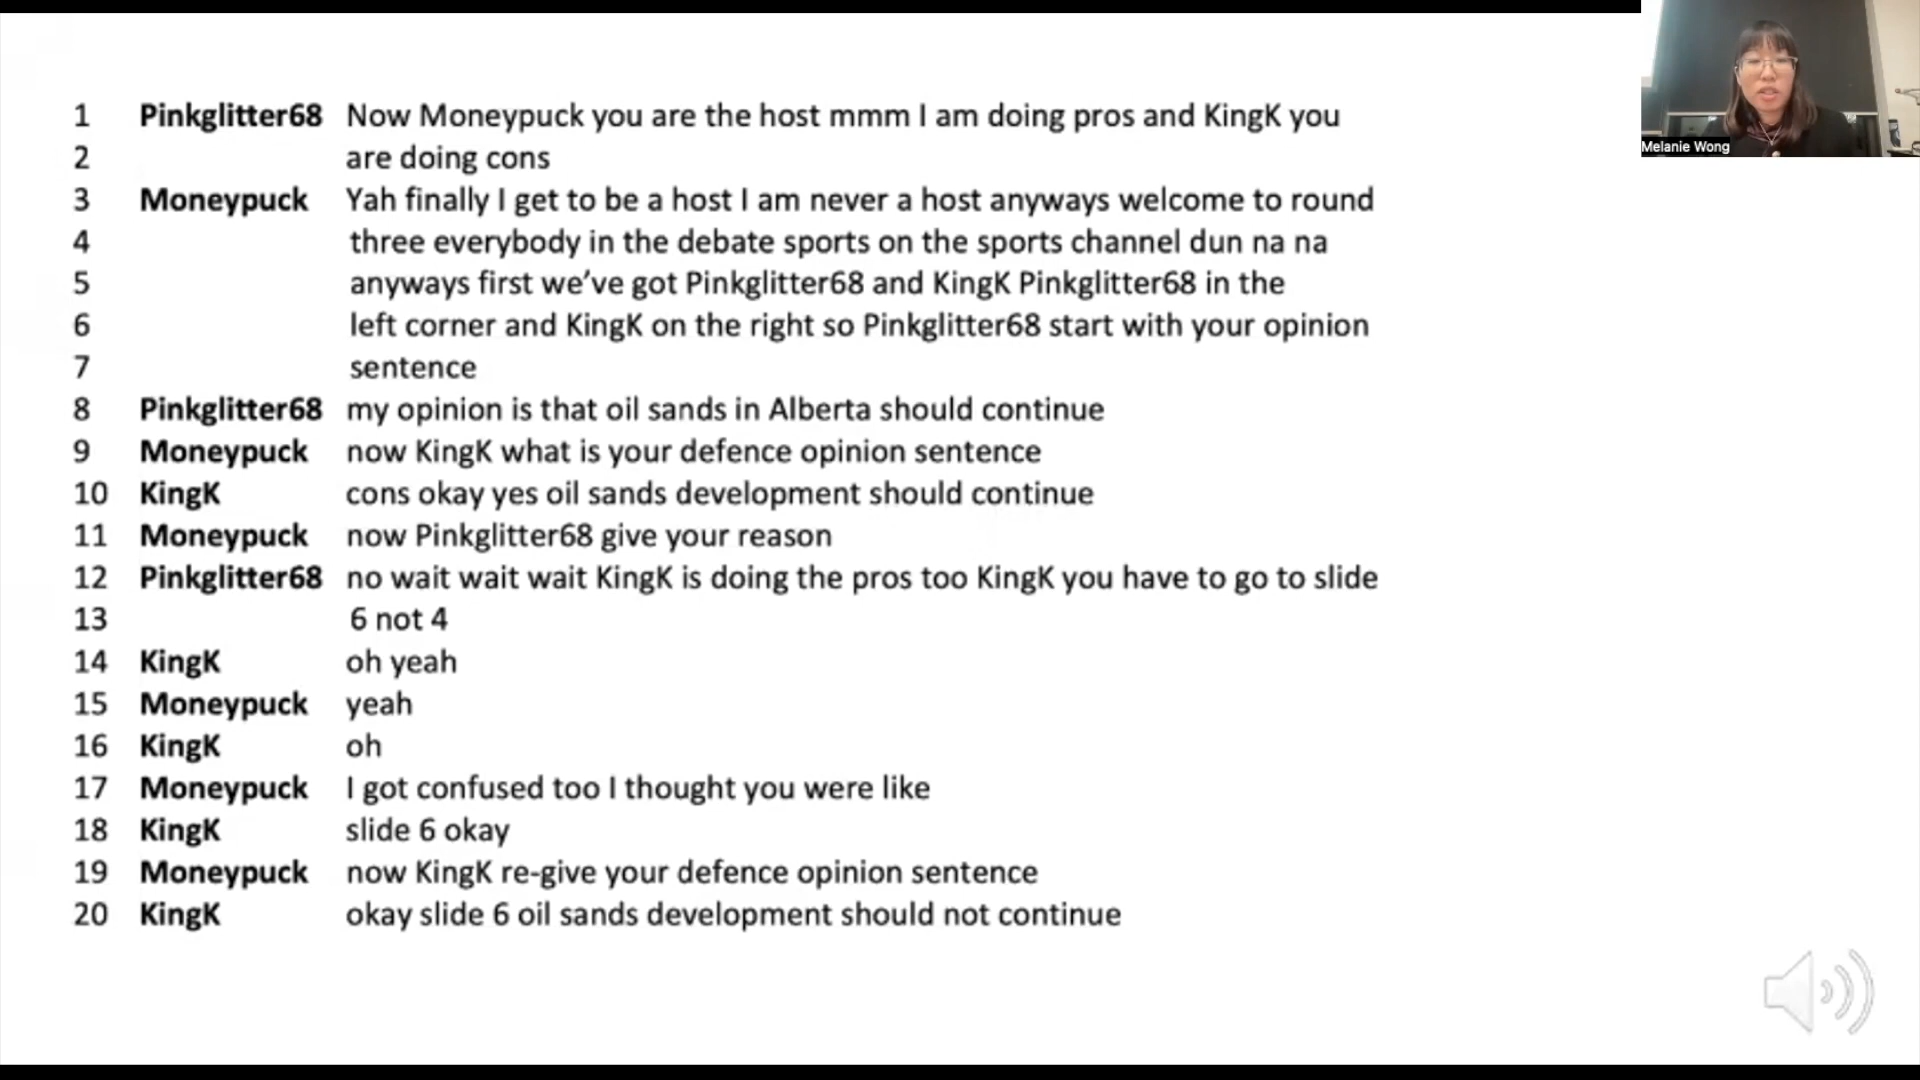 1 Pinkglitter68 Now Moneypuck you are the host mmm I am doing pros and KingK you
2 are doing cons
3 Moneypuck Yah finally I get to be a host I am never a host anyways welcome to round
4 three everybody in the debate sports on the sports channel dun na na
5 anyways first we’ve got Pinkglitter68 and KingK Pinkglitter68 in the
6 left corner and KingK on the right so Pinkglitter68 start with your opinion
7 sentence
8 Pinkglitter68 my opinion is that oil sands in Alberta should continue
9 Moneypuck now KingK what is your defence opinion sentence
10 KingK cons okay yes oil sands development should continue
11 Moneypuck now Pinkglitter68 give your reason
12 Pinkglitter68 no wait wait wait KingK is doing the pros too KingK you have to go to slide
13 6 not 4
14 KingK oh yeah
15 Moneypuck yeah
16 KingK oh
17 Moneypuck I got confused too I thought you were like
18 KingK slide 6 okay
19 Moneypuck now KingK re-give your defence opinion sentence
20 KingK okay slide 6 oil sands development should not continue
Melanie Wong